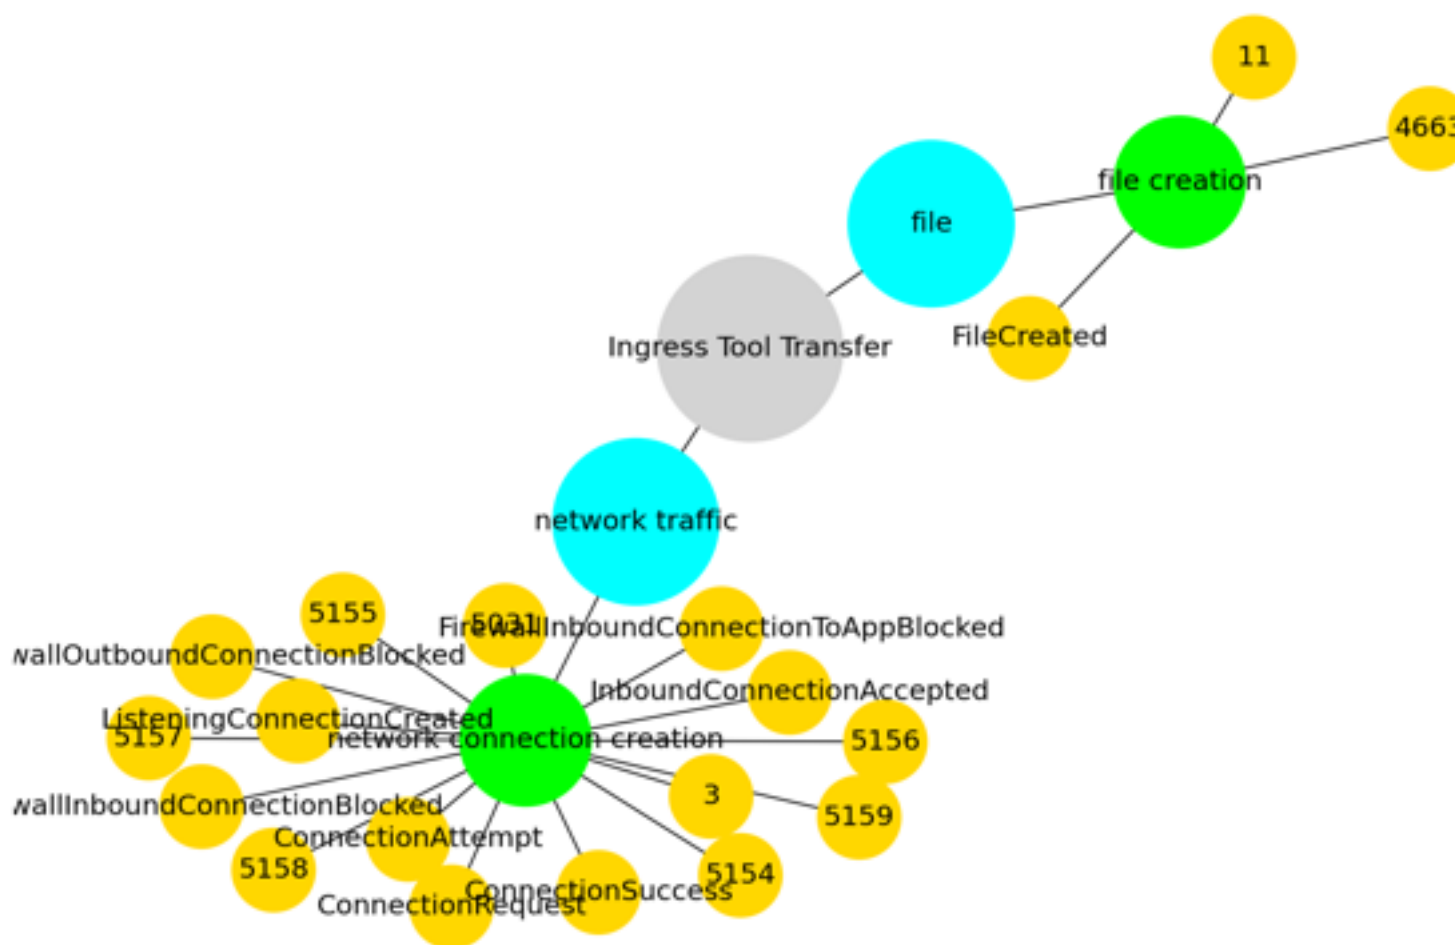 11
4663
file creation
file
FileCreated
Ingress Tool Transfer
network traffic
5155
5031
FirewallInboundConnectionToAppBlocked
wallOutboundConnectionBlocked
InboundConnectionAccepted
ListeningConnectionCreated
5157
network connection creation
5156
3
wallInboundConnectionBlocked
5159
ConnectionAttempt
5158
5154
ConnectionSuccess
ConnectionRequest